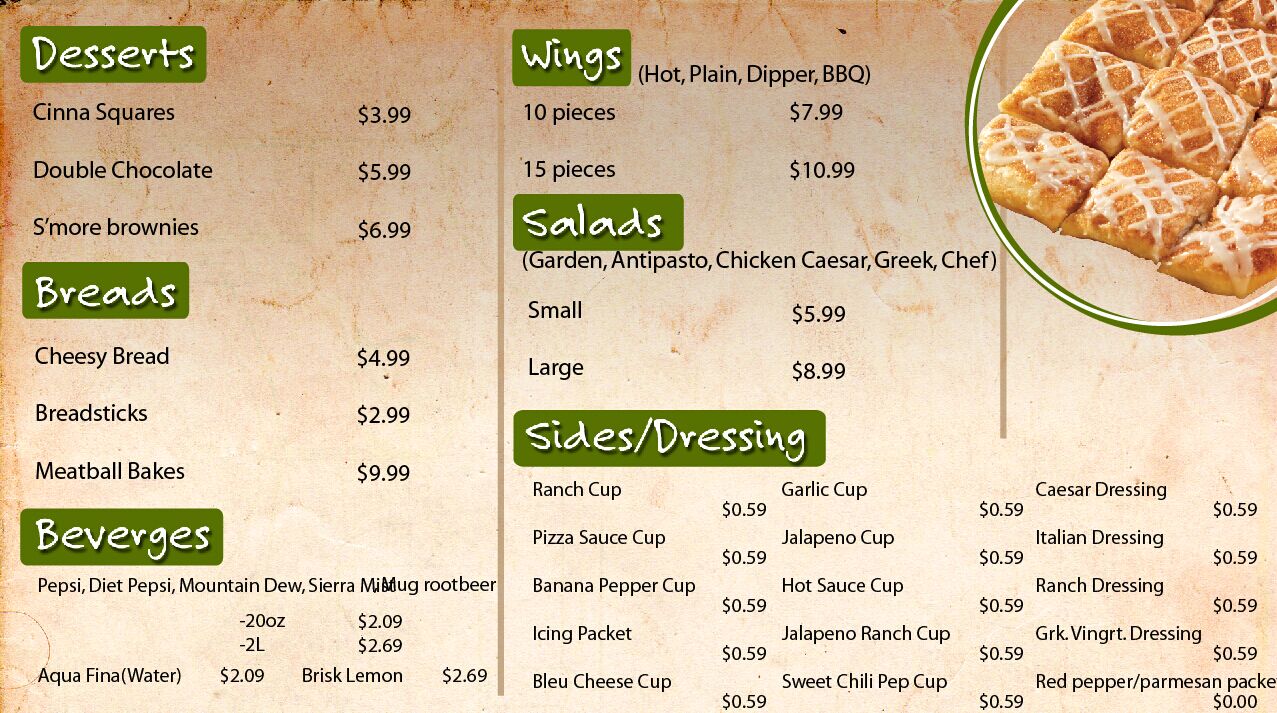 Desserts
Cinna Squares $3.99
Double Chocolate $5.99
S'more brownies $6.99
Breads
Cheesy Bread $4.99
Breadsticks $2.99
Meatball Bakes $9.99
Beverges
Pepsi, Diet Pepsi, Mountain Dew, Sierra Mist, Mug rootbeer
-20oz $2.09
-2L $2.69
Aqua Fina(Water) $2.09 Brisk Lemon $2.69
Wings (Hot, Plain, Dipper, BBQ)
10 pieces $7.99
15 pieces $10.99
Salads
(Garden, Antipasto, Chicken Caesar, Greek, Chef)
Small $5.99
Large $8.99
Sides/Dressing
Ranch Cup $0.59
Pizza Sauce Cup $0.59
Banana Pepper Cup $0.59
Icing Packet $0.59
Bleu Cheese Cup $0.59
Garlic Cup $0.59
Jalapeno Cup $0.59
Hot Sauce Cup $0.59
Jalapeno Ranch Cup $0.59
Sweet Chili Pep Cup $0.59
Caesar Dressing $0.59
Italian Dressing $0.59
Ranch Dressing $0.59
Grk. Vingrt. Dressing $0.59
Red pepper/parmesan packe $0.00